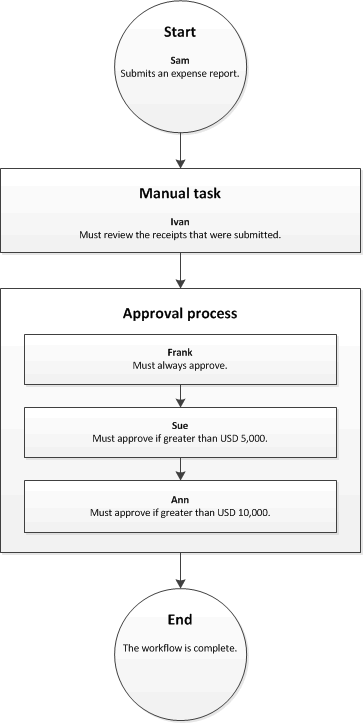 Start
Sam
Submits an expense report.
Manual task
Ivan
Must review the receipts that were submitted.
Approval process
Frank
Must always approve.
Sue
Must approve if greater than USD 5,000.
Ann
Must approve if greater than USD 10,000.
End
The workflow is complete.